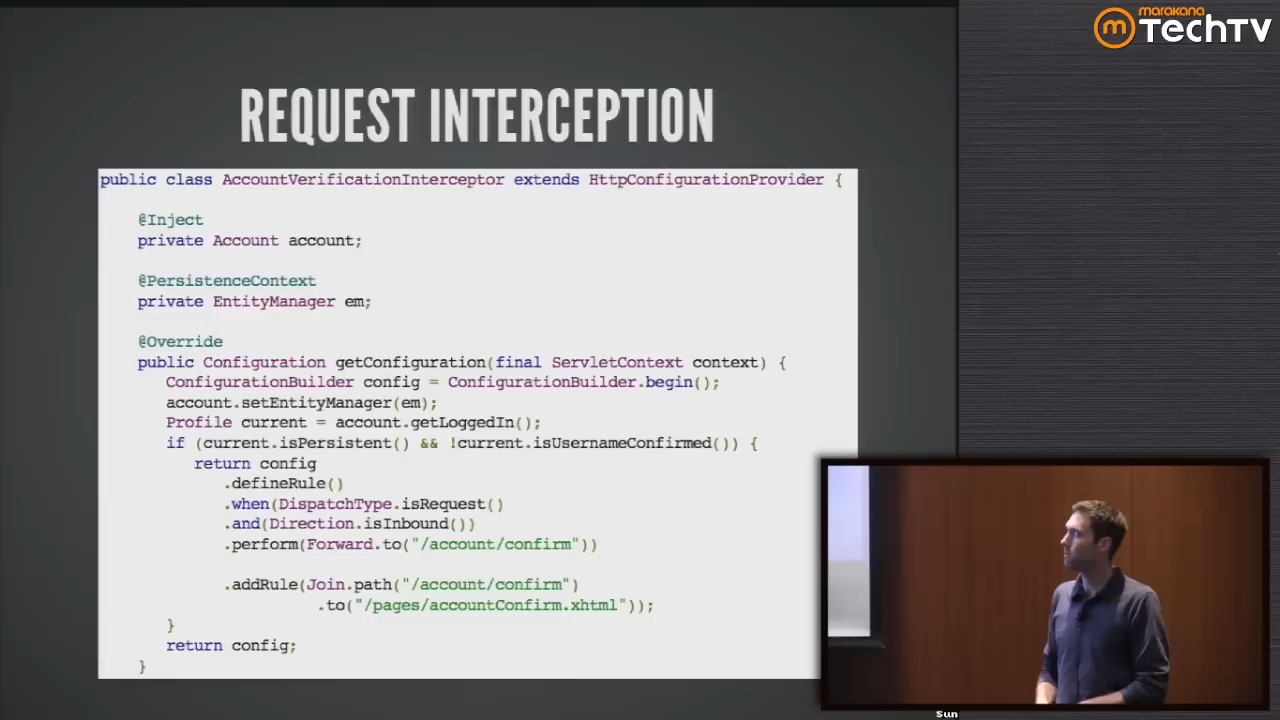 marakana
m TechTV
REQUEST INTERCEPTION
public class AccountVerificationInterceptor extends HttpConfigurationProvider {
@Inject
private Account account;
@PersistenceContext
private EntityManager em;
@Override
public Configuration getConfiguration(final ServletContext context) {
ConfigurationBuilder config = ConfigurationBuilder.begin();
account.setEntityManager(em);
Profile current = account.getLoggedIn();
if (current.isPersistent() && !current.isUsernameConfirmed()) {
return config
.defineRule()
.when(DispatchType.isRequest()
.and(Direction.isInbound())
.perform(Forward.to("/account/confirm"))
.addRule(Join.path("/account/confirm")
.to("/pages/accountConfirm.xhtml"));
}
return config;
}
Sun